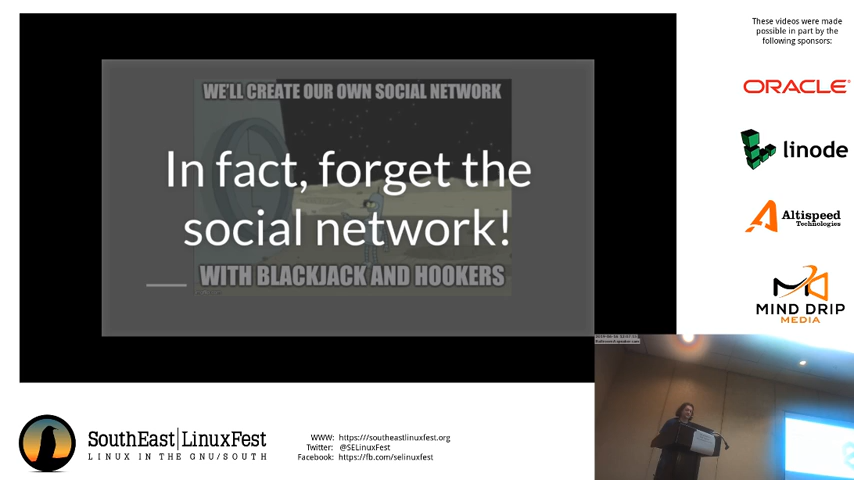 These videos were made
possible in part by the
following sponsors:
ORACLE
linode
Altispeed
Technologies
MIND DRIP
MEDIA
WE'LL CREATE OUR OWN SOCIAL NETWORK
In fact, forget the
social network!
WITH BLACKJACK AND HOOKERS
SouthEast LinuxFest
LINUX IN THE GNU/SOUTH
WWW: https:///southeastlinuxfest.org
Twitter: @SELinuxFest
Facebook: https://fb.com/selinuxfest